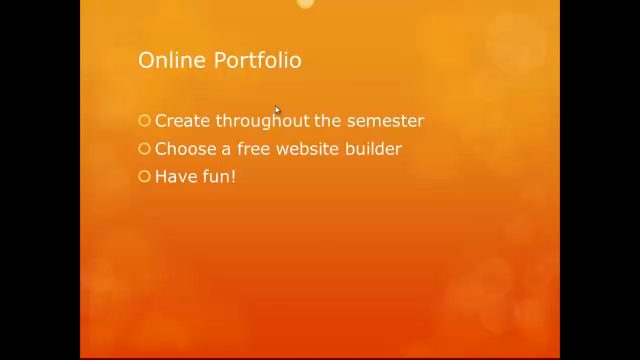 Online Portfolio
Create throughout the semester
Choose a free website builder
Have fun!